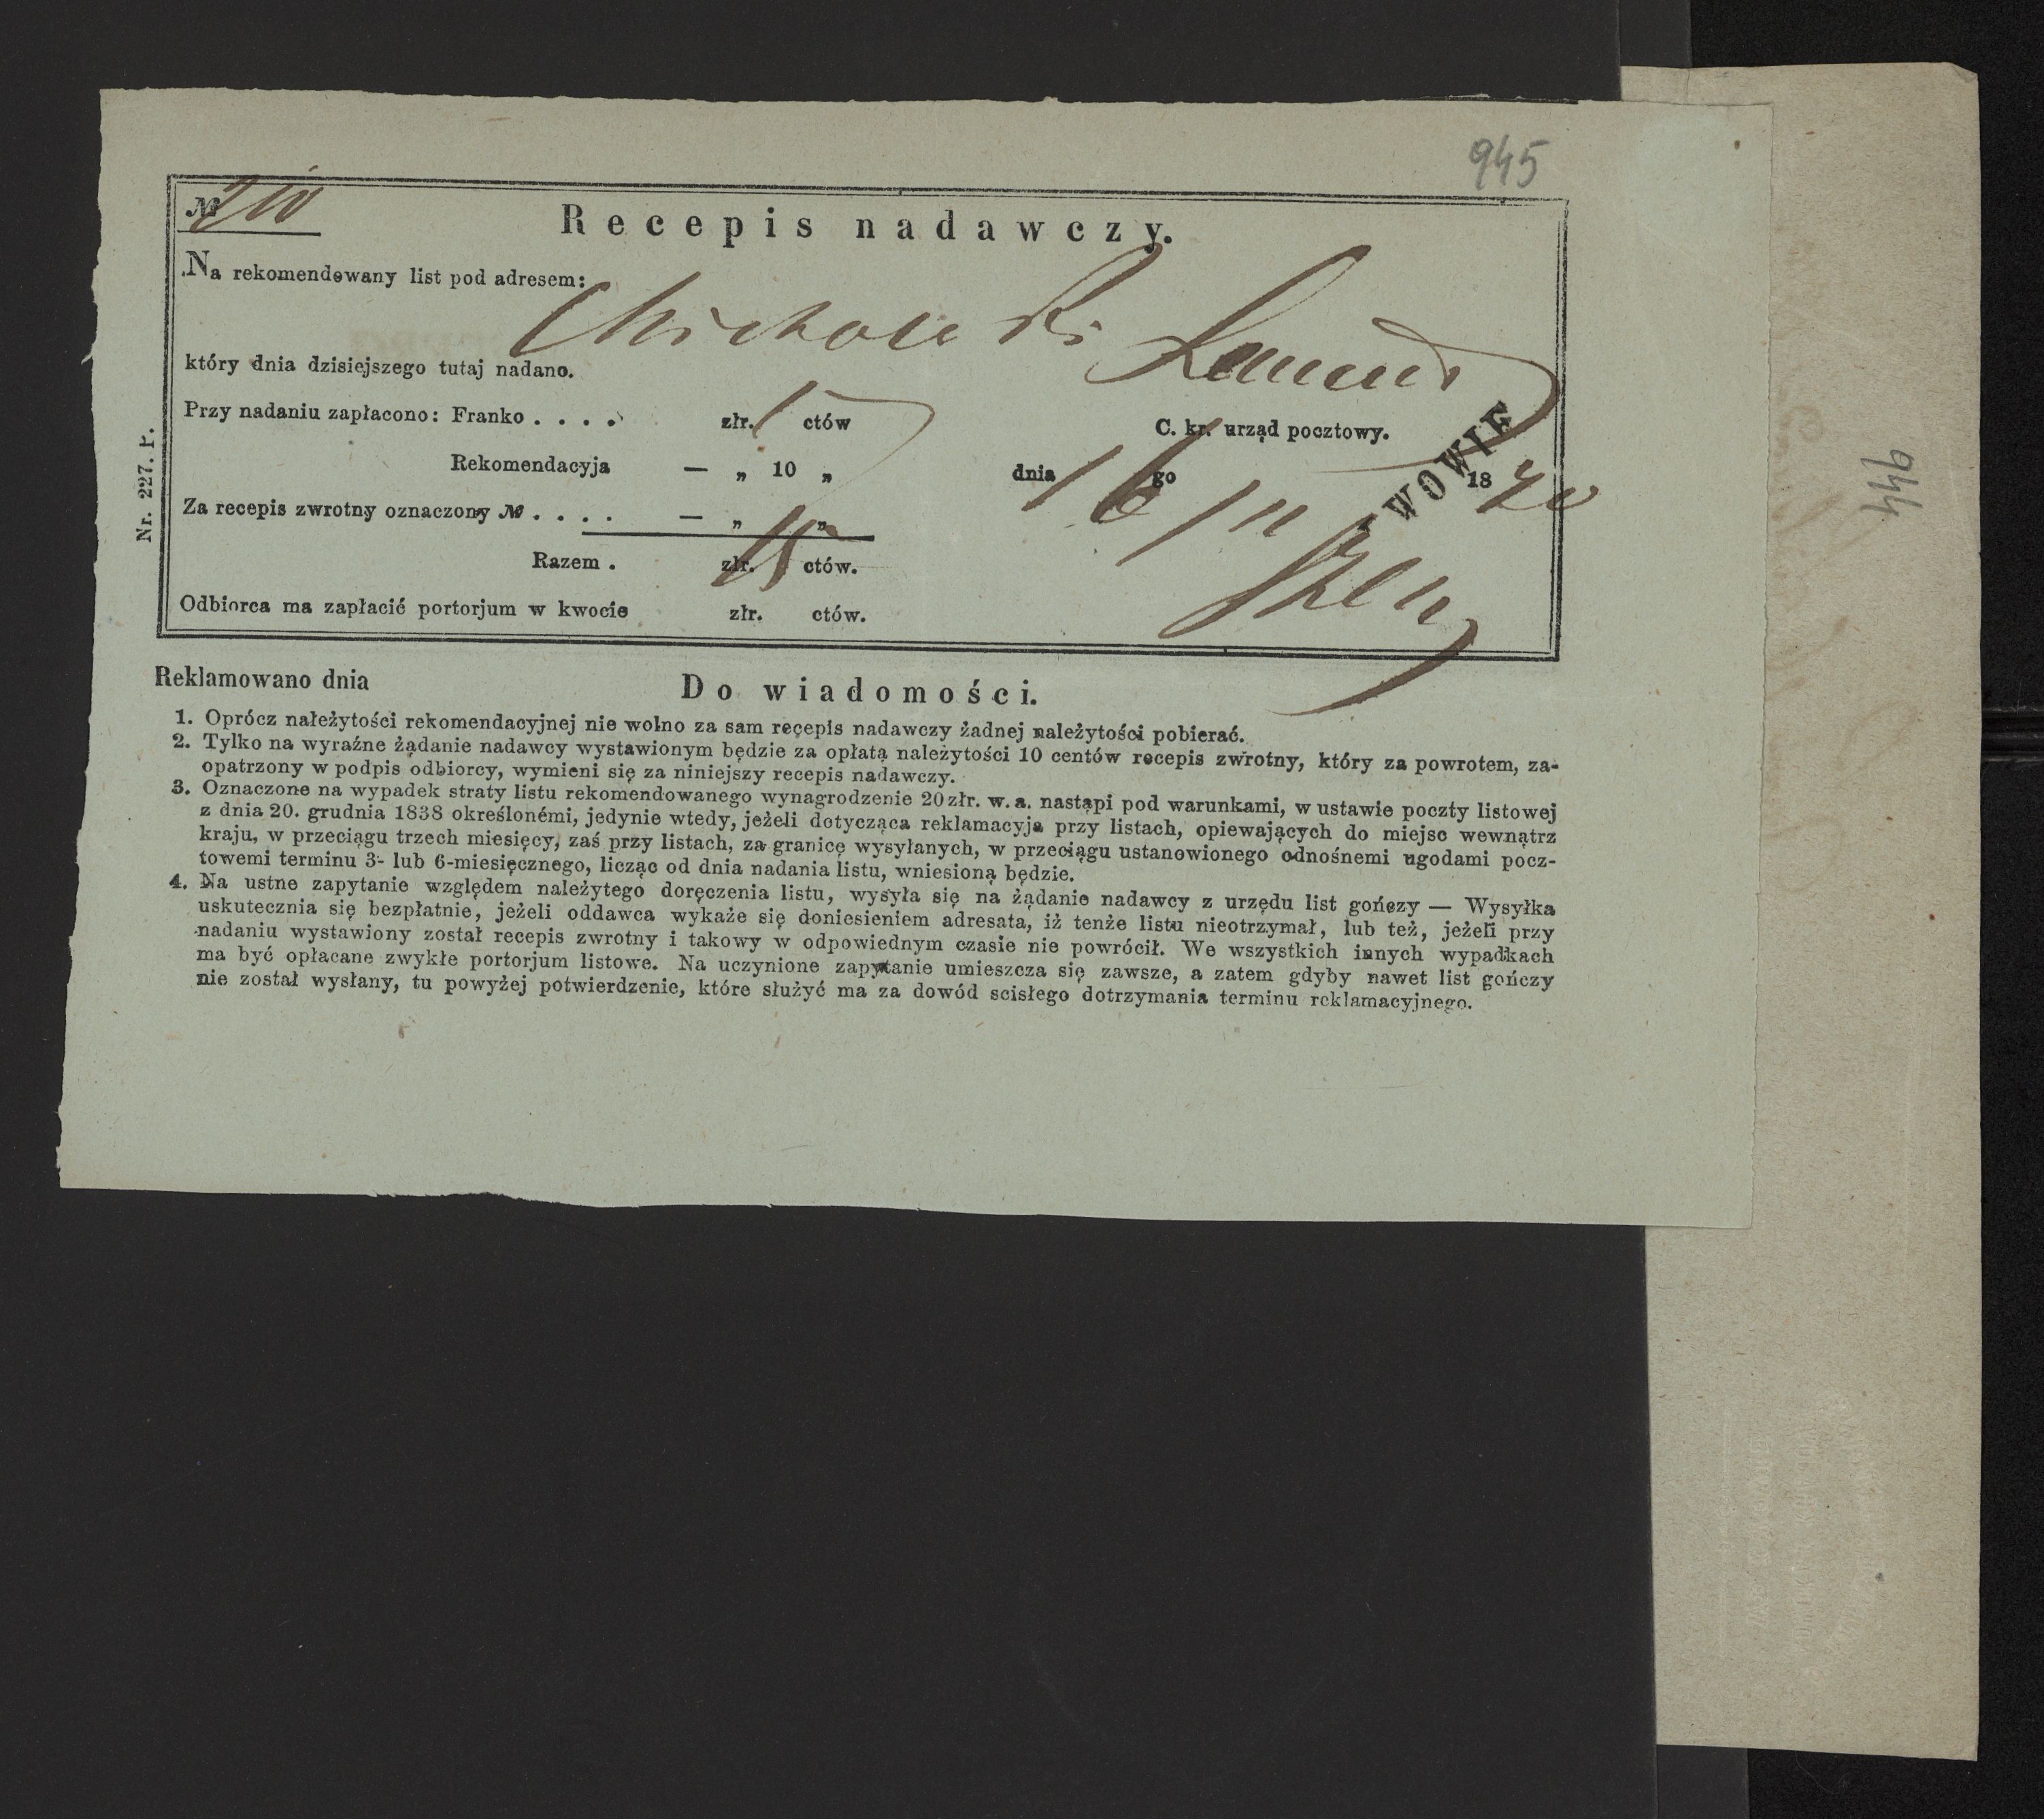 945
№ 210
Recepis nadawczy.
Na rekomendowany list pod adresem:
który dnia dzisiejszego tutaj nadano.
Przy nadaniu zapłacono: Franko . . . . złr. 5 ctów
C. kr. urząd pocztowy.
WOWIE
Rekomendacyja — „ 10 „
dnia 16 go /11 1870
Za recepis zwrotny oznaczony № . . . . — „ „
Razem . złr. 15 ctów.
Odbiorca ma zapłacić portorjum w kwocie złr. ctów.
Nr. 227. P.
Reklamowano dnia
Do wiadomości.
1. Oprócz należytości rekomendacyjnej nie wolno za sam recepis nadawczy żadnej należytości pobierać.
2. Tylko na wyraźne żądanie nadawcy wystawionym będzie za opłatą należytości 10 centów recepis zwrotny, który za powrotem, za-
opatrzony w podpis odbiorcy, wymieni się za niniejszy recepis nadawczy.
3. Oznaczone na wypadek straty listu rekomendowanego wynagrodzenie 20 złr. w. a. nastąpi pod warunkami, w ustawie poczty listowej
z dnia 20. grudnia 1838 określonémi, jedynie wtedy, jeżeli dotycząca reklamacyja przy listach, opiewających do miejsc wewnątrz
kraju, w przeciągu trzech miesięcy, zaś przy listach, za granicę wysyłanych, w przeciągu ustanowionego odnośnemi ugodami pocz-
towemi terminu 3- lub 6-miesięcznego, licząc od dnia nadania listu, wniesioną będzie.
4. Na ustne zapytanie względem należytego doręczenia listu, wysyła się na żądanie nadawcy z urzędu list gończy — Wysyłka
uskutecznia się bezpłatnie, jeżeli oddawca wykaże się doniesieniem adresata, iż tenże listu nieotrzymał, lub też, jeżeli przy
nadaniu wystawiony został recepis zwrotny i takowy w odpowiednym czasie nie powrócił. We wszystkich innych wypadkach
ma być opłacane zwykłe portorjum listowe. Na uczynione zapytanie umieszcza się zawsze, a zatem gdyby nawet list gończy
nie został wysłany, tu powyżej potwierdzenie, które służyć ma za dowód scisłego dotrzymania terminu reklamacyjnego.
944